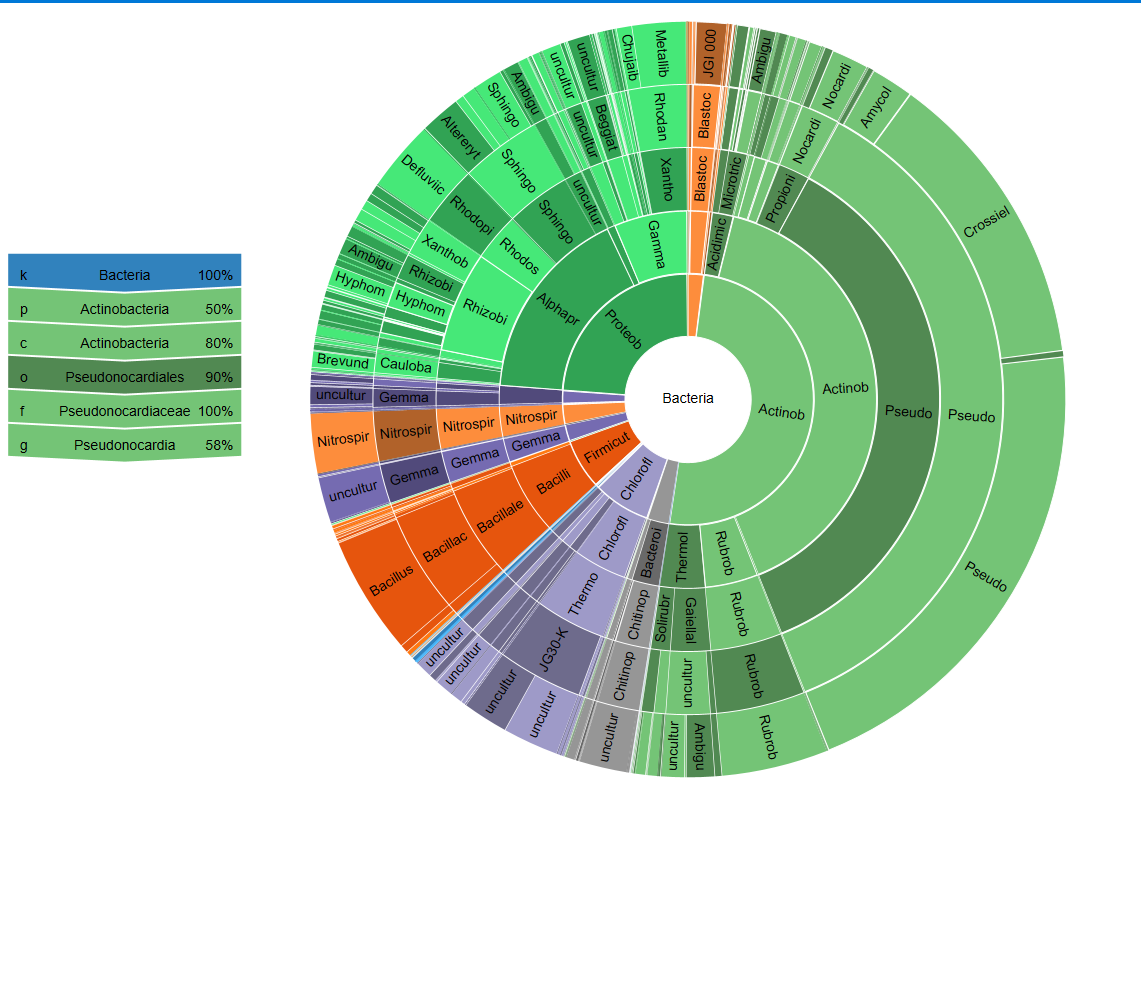 k Bacteria 100%
p Actinobacteria 50%
c Actinobacteria 80%
o Pseudonocardiales 90%
f Pseudonocardiaceae 100%
g Pseudonocardia 58%
Bacteria
Actinob
Proteob
Firmicut
Chlorofl
Actinob
Acidimic
Gamma
Alphapr
Nitrospir
Gemma
Bacilli
Chlorofl
Bacteroi
Thermol
Rubrob
Pseudo
Propioni
Microtric
Blastoc
Xantho
uncultur
Sphingo
Rhodos
Rhizobi
Nitrospir
Gemma
Bacillale
Thermo
Chitinop
Solirubr
Gaiellal
Rubrob
Pseudo
Nocardi
Blastoc
Rhodan
Beggiat
uncultur
Sphingo
Rhodopi
Xanthob
Rhizobi
Hyphom
Cauloba
Gemma
Nitrospir
Gemma
Bacillac
JG30-K
Chitinop
uncultur
Rubrob
Crossiel
Amycol
Nocardi
Ambigu
JGI 000
Metallib
Chujaib
uncultur
uncultur
Ambigu
Sphingo
Altereryt
Defluviic
Ambigu
Hyphom
Brevund
uncultur
Nitrospir
uncultur
Bacillus
uncultur
uncultur
uncultur
uncultur
uncultur
uncultur
Ambigu
Rubrob
Pseudo